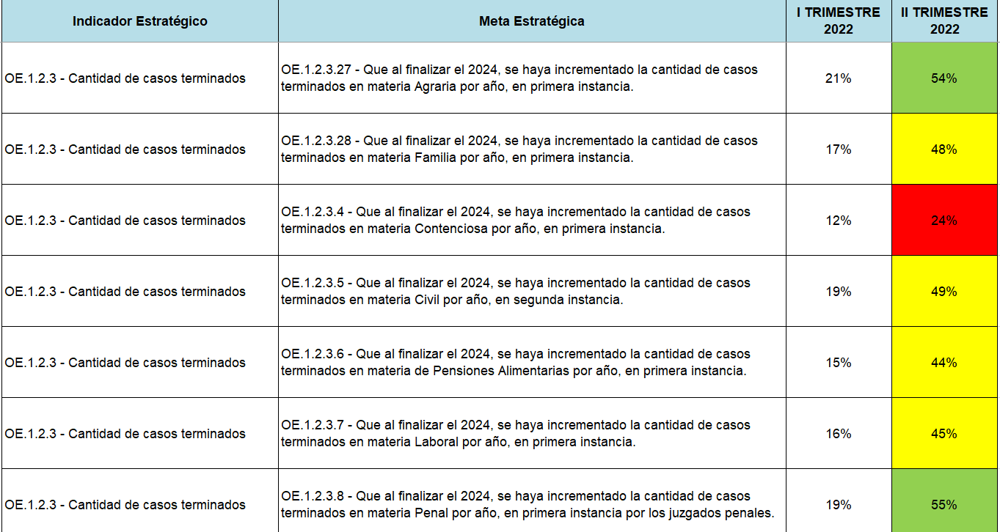 Indicador Estratégico
Meta Estratégica
I TRIMESTRE
2022
II TRIMESTRE
2022
OE.1.2.3 - Cantidad de casos terminados
OE.1.2.3.27 - Que al finalizar el 2024, se haya incrementado la cantidad de casos
terminados en materia Agraria por año, en primera instancia.
21%
54%
OE.1.2.3 - Cantidad de casos terminados
OE.1.2.3.28 - Que al finalizar el 2024, se haya incrementado la cantidad de casos
terminados en materia Familia por año, en primera instancia.
17%
48%
OE.1.2.3 - Cantidad de casos terminados
OE.1.2.3.4 - Que al finalizar el 2024, se haya incrementado la cantidad de casos
terminados en materia Contenciosa por año, en primera instancia.
12%
24%
OE.1.2.3 - Cantidad de casos terminados
OE.1.2.3.5 - Que al finalizar el 2024, se haya incrementado la cantidad de casos
terminados en materia Civil por año, en segunda instancia.
19%
49%
OE.1.2.3 - Cantidad de casos terminados
OE.1.2.3.6 - Que al finalizar el 2024, se haya incrementado la cantidad de casos
terminados en materia de Pensiones Alimentarias por año, en primera instancia.
15%
44%
OE.1.2.3 - Cantidad de casos terminados
OE.1.2.3.7 - Que al finalizar el 2024, se haya incrementado la cantidad de casos
terminados en materia Laboral por año, en primera instancia.
16%
45%
OE.1.2.3 - Cantidad de casos terminados
OE.1.2.3.8 - Que al finalizar el 2024, se haya incrementado la cantidad de casos
terminados en materia Penal por año, en primera instancia por los juzgados penales.
19%
55%